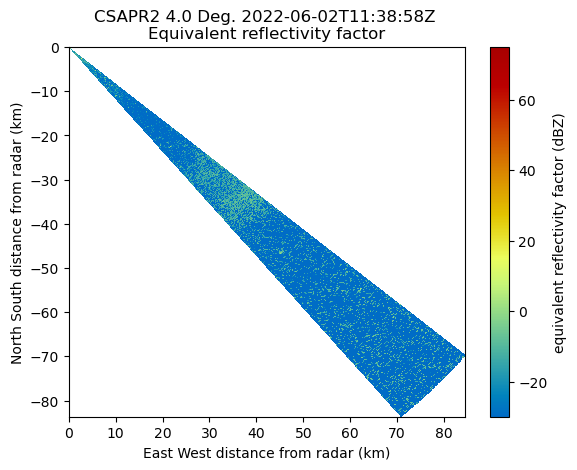 CSAPR2 4.0 Deg. 2022-06-02T11:38:58Z
Equivalent reflectivity factor
0
−10
−20
−30
−40
−50
−60
−70
−80
North South distance from radar (km)
0 10 20 30 40 50 60 70 80
East West distance from radar (km)
60
40
20
0
−20
equivalent reflectivity factor (dBZ)